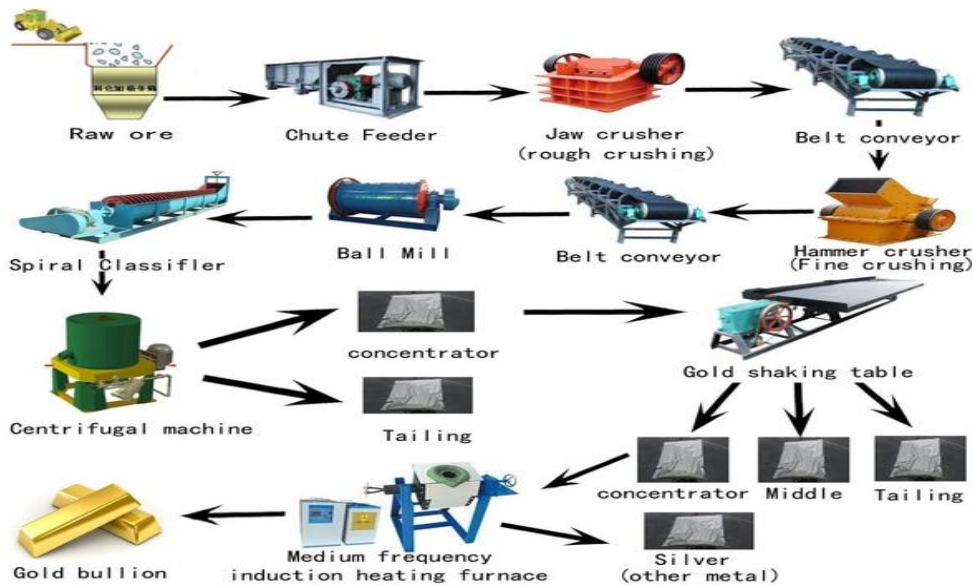 Raw ore
Chute Feeder
Jaw crusher
(rough crushing)
Belt conveyor
Spiral Classifler
Ball Mill
Belt conveyor
Hammer crusher
(Fine crushing)
concentrator
Gold shaking table
Centrifugal machine
Tailing
concentrator
Middle
Tailing
Gold bullion
Medium frequency
induction heating furnace
Silver
(other metal)